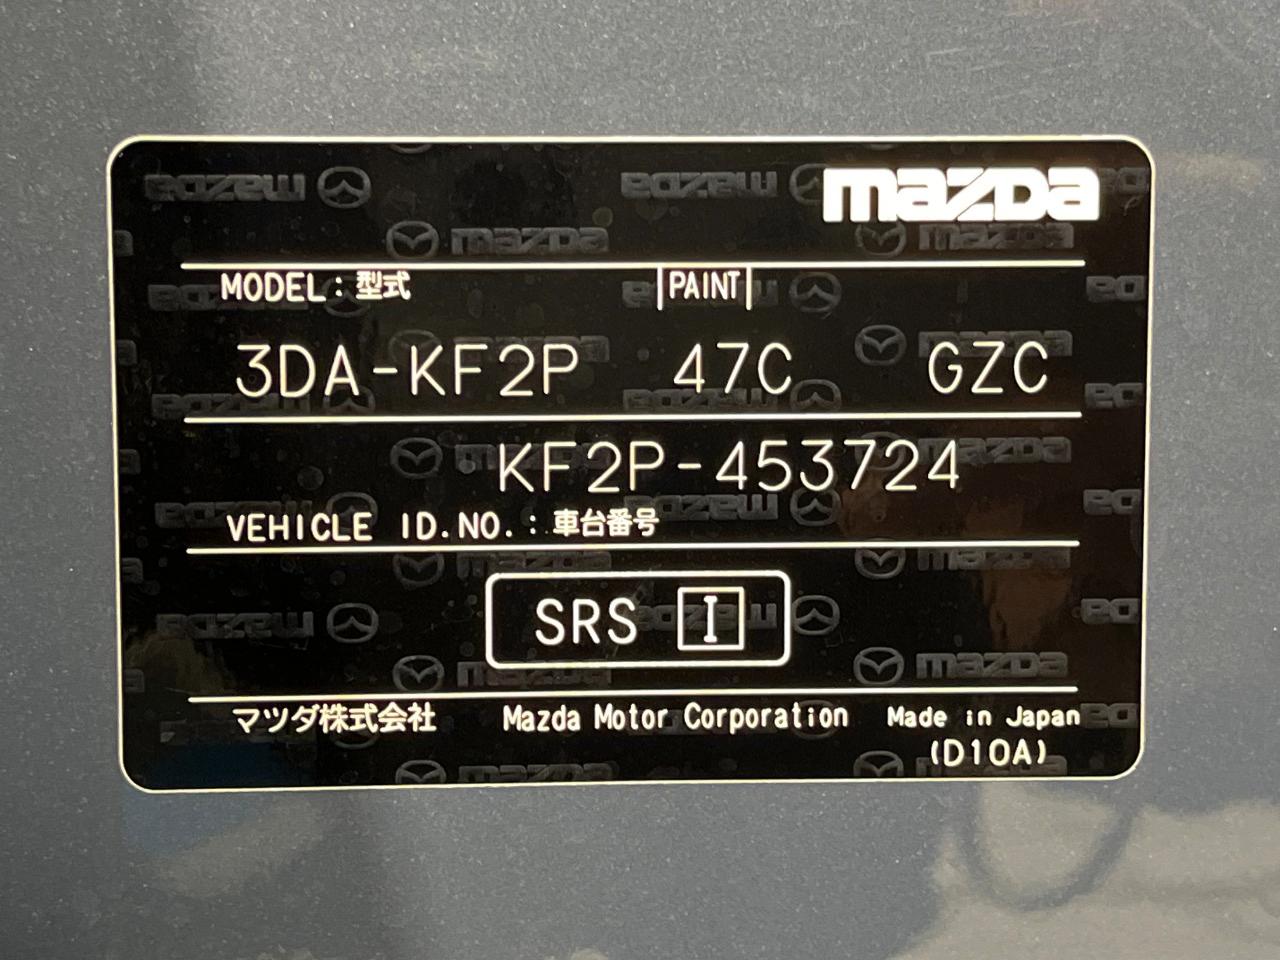 mazda
MODEL: 型式 PAINT
3DA-KF2P 47C GZC
KF2P-453724
VEHICLE ID.NO.: 車台番号
SRS I
マツダ株式会社 Mazda Motor Corporation Made in Japan
(D10A)